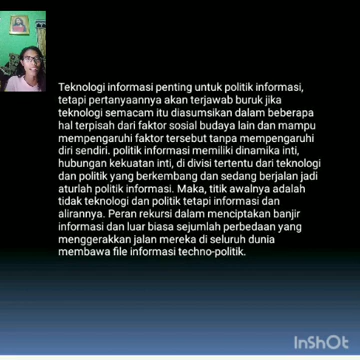 Teknologi informasi penting untuk politik informasi,
tetapi pertanyaannya akan terjawab buruk jika
teknologi semacam itu diasumsikan dalam beberapa
hal terpisah dari faktor sosial budaya lain dan mampu
mempengaruhi faktor tersebut tanpa mempengaruhi
diri sendiri. politik informasi memiliki dinamika inti,
hubungan kekuatan inti, di divisi tertentu dari teknologi
dan politik yang berkembang dan sedang berjalan jadi
aturlah politik informasi. Maka, titik awalnya adalah
tidak teknologi dan politik tetapi informasi dan
alirannya. Peran rekursi dalam menciptakan banjir
informasi dan luar biasa sejumlah perbedaan yang
menggerakkan jalan mereka di seluruh dunia
membawa file informasi techno-politik.
InShOt